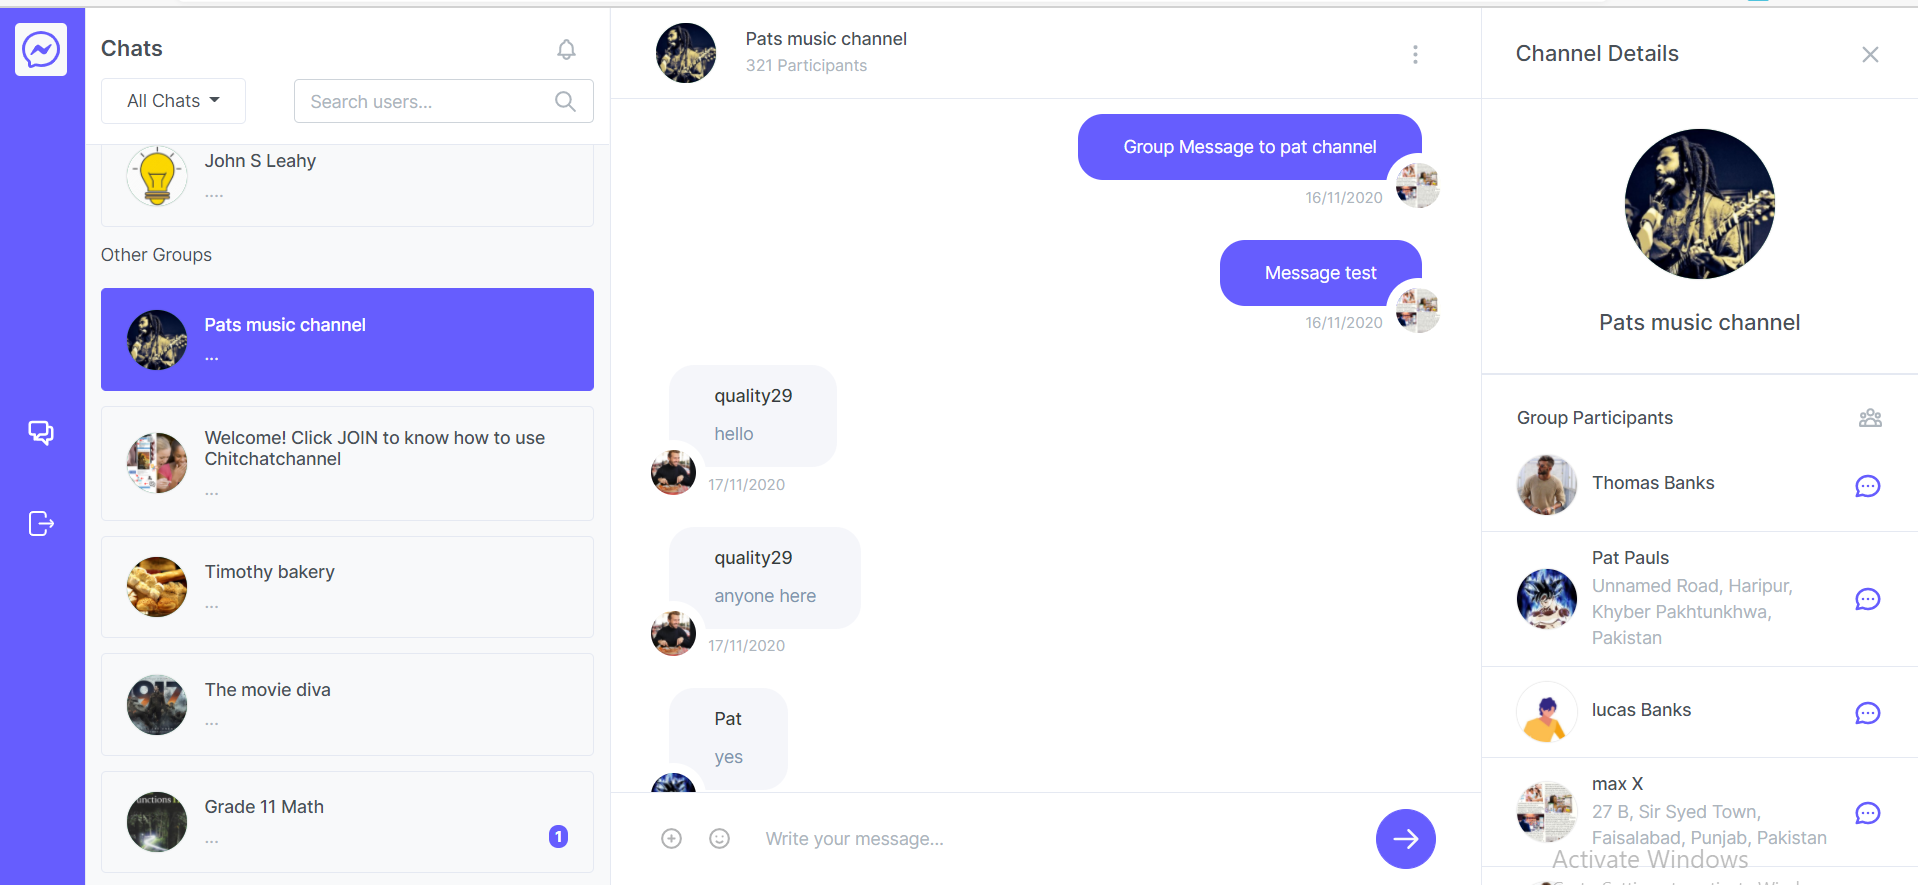 Chats
All Chats
Search users...
John S Leahy
....
Other Groups
Pats music channel
...
Welcome! Click JOIN to know how to use
Chitchatchannel
...
Timothy bakery
...
The movie diva
...
Grade 11 Math
...
1
Pats music channel
321 Participants
Group Message to pat channel
16/11/2020
Message test
16/11/2020
quality29
hello
17/11/2020
quality29
anyone here
17/11/2020
Pat
yes
Write your message...
Channel Details
Pats music channel
Group Participants
Thomas Banks
Pat Pauls
Unnamed Road, Haripur,
Khyber Pakhtunkhwa,
Pakistan
lucas Banks
max X
27 B, Sir Syed Town,
Faisalabad, Punjab, Pakistan
Activate Windows